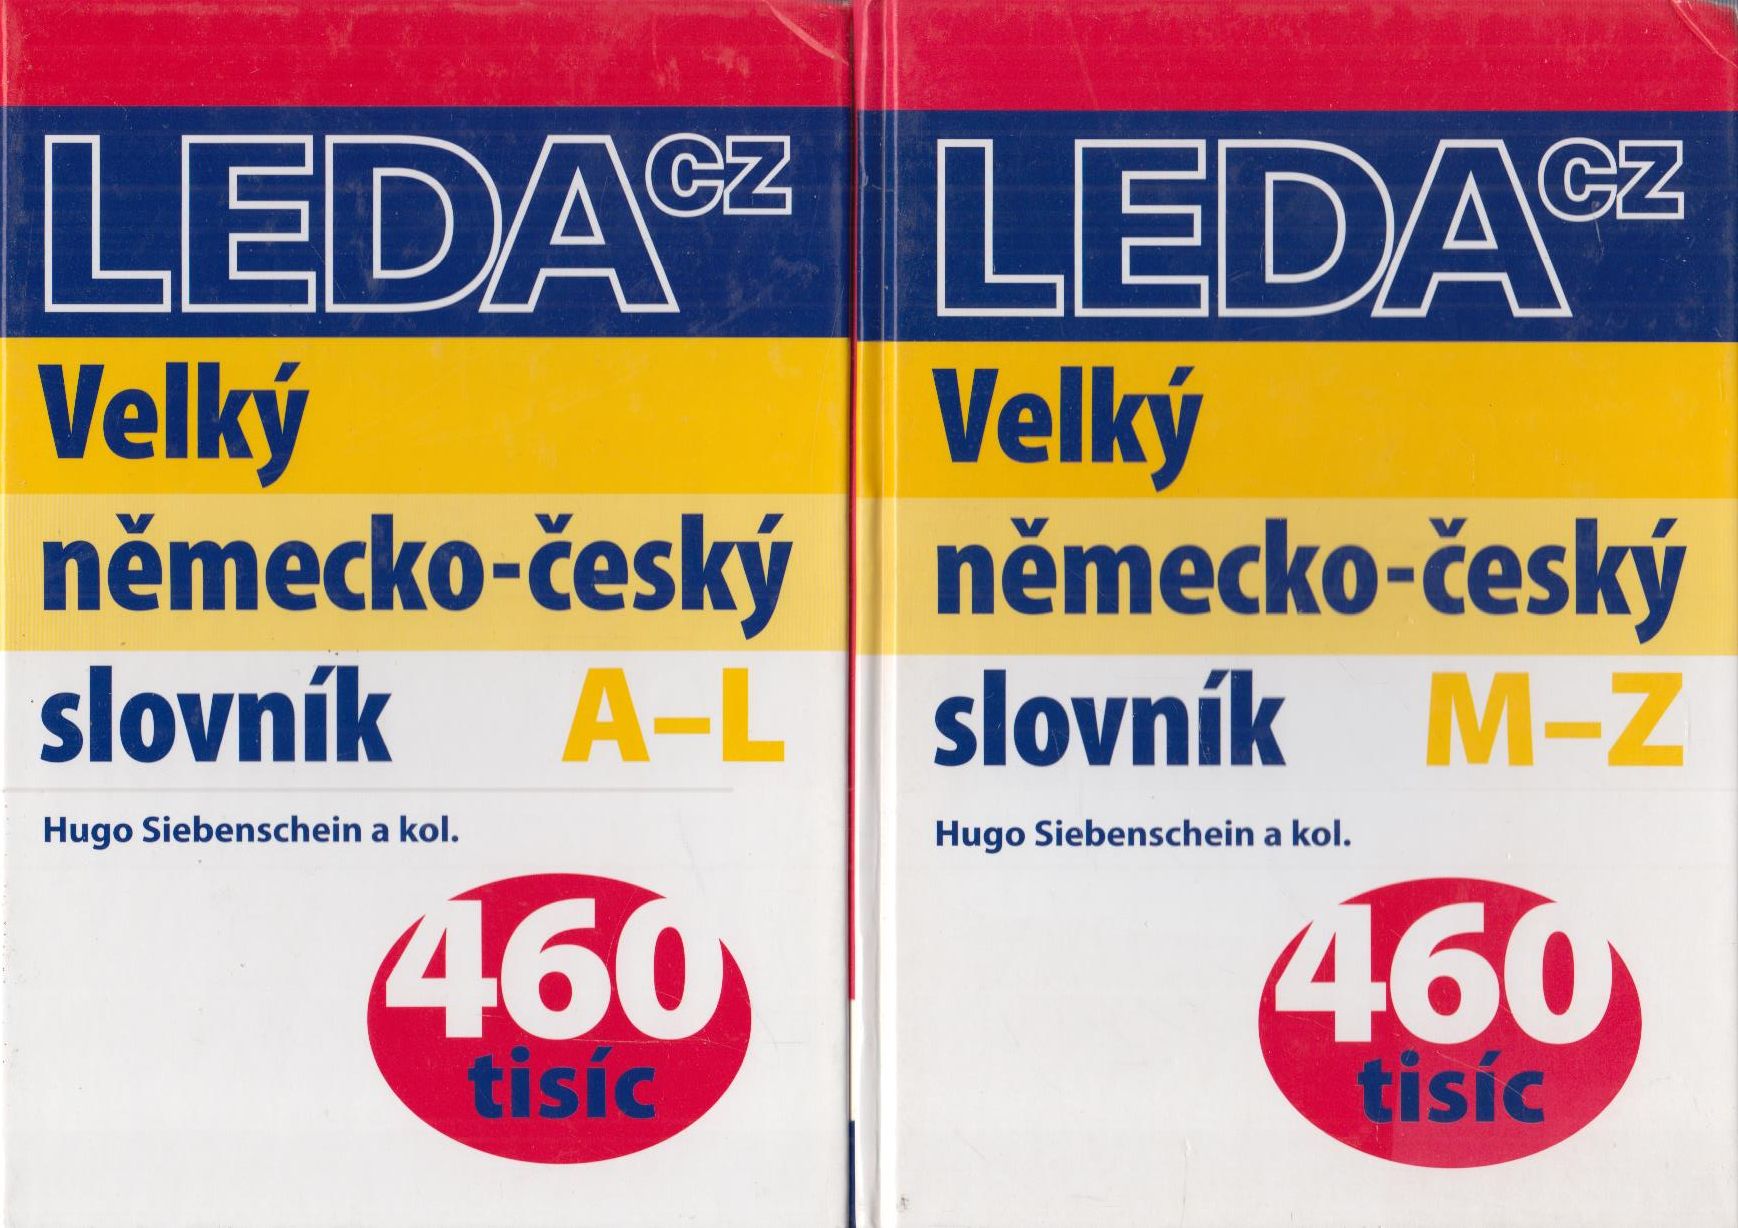 LEDA CZ
Velký
německo-český
slovník A–L
Hugo Siebenschein a kol.
460
tisíc
LEDA CZ
Velký
německo-český
slovník M–Z
Hugo Siebenschein a kol.
460
tisíc